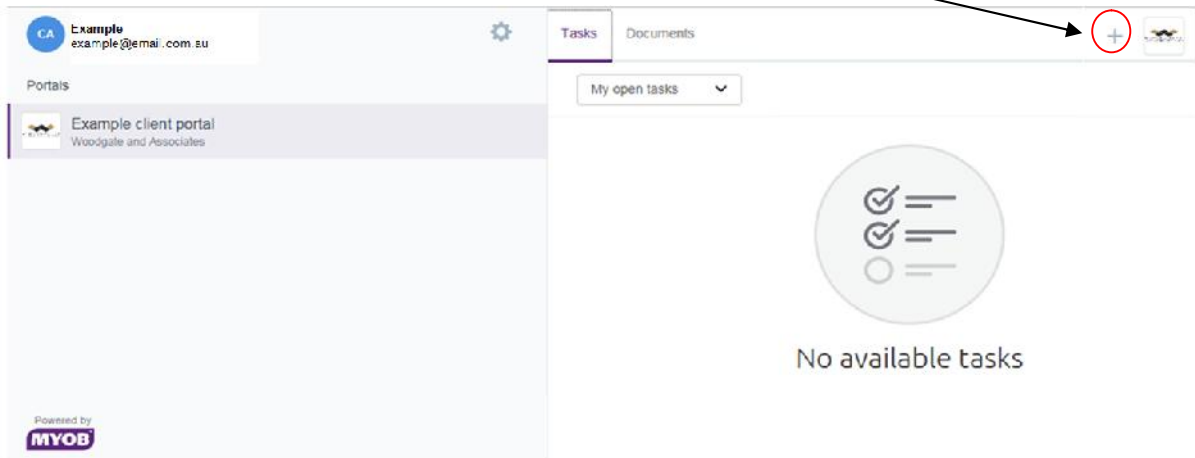 CA
Example
example@email.com.au
Portals
Example client portal
Woodgate and Associates
Powered by
MYOB
Tasks Documents
+
My open tasks
No available tasks